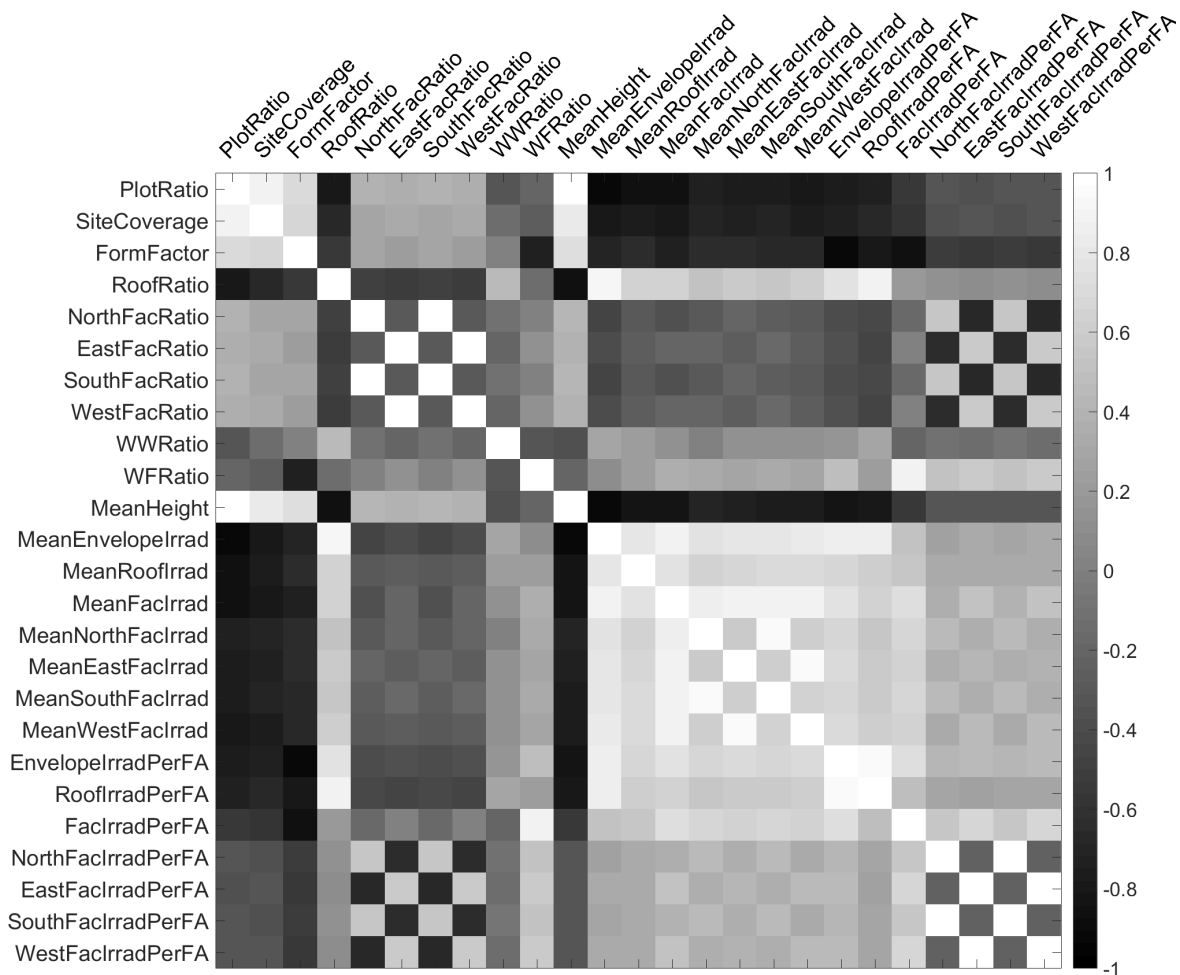 PlotRatio
SiteCoverage
FormFactor
RoofRatio
NorthFacRatio
EastFacRatio
SouthFacRatio
WestFacRatio
WWRatio
WFRatio
MeanHeight
MeanEnvelopeIrrad
MeanRoofIrrad
MeanFacIrrad
MeanNorthFacIrrad
MeanEastFacIrrad
MeanSouthFacIrrad
MeanWestFacIrrad
EnvelopeIrradPerFA
RoofIrradPerFA
FacIrradPerFA
NorthFacIrradPerFA
EastFacIrradPerFA
SouthFacIrradPerFA
WestFacIrradPerFA
PlotRatio
SiteCoverage
FormFactor
RoofRatio
NorthFacRatio
EastFacRatio
SouthFacRatio
WestFacRatio
WWRatio
WFRatio
MeanHeight
MeanEnvelopeIrrad
MeanRoofIrrad
MeanFacIrrad
MeanNorthFacIrrad
MeanEastFacIrrad
MeanSouthFacIrrad
MeanWestFacIrrad
EnvelopeIrradPerFA
RoofIrradPerFA
FacIrradPerFA
NorthFacIrradPerFA
EastFacIrradPerFA
SouthFacIrradPerFA
WestFacIrradPerFA
1
0.8
0.6
0.4
0.2
0
-0.2
-0.4
-0.6
-0.8
-1